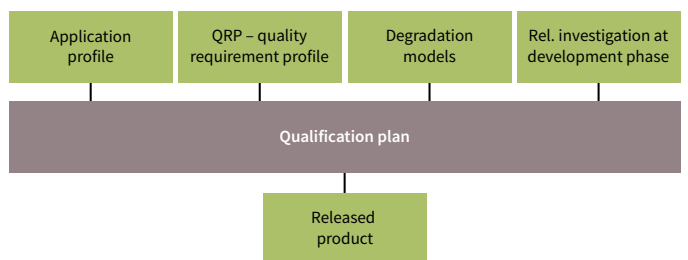 Application
profile
QRP – quality
requirement profile
Degradation
models
Rel. investigation at
development phase
Qualification plan
Released
product